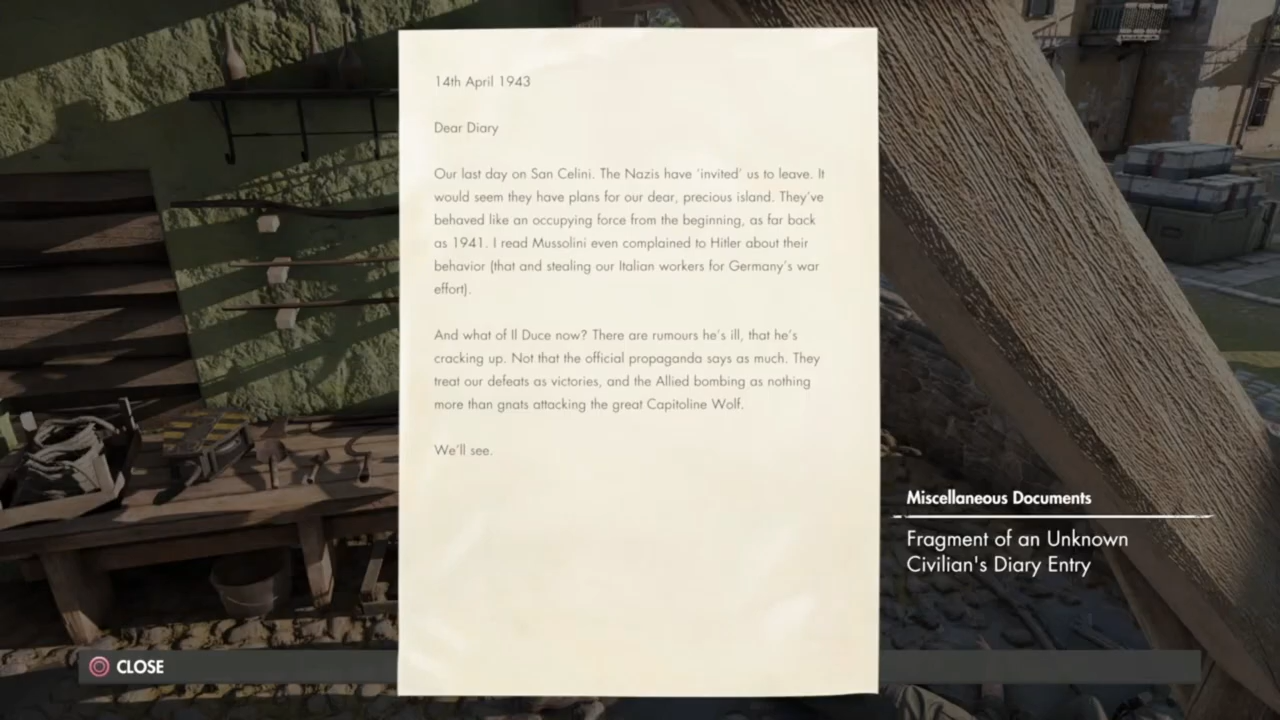 14th April 1943
Dear Diary
Our last day on San Celini. The Nazis have 'invited' us to leave. It
would seem they have plans for our dear, precious island. They've
behaved like an occupying force from the beginning, as far back
as 1941. I read Mussolini even complained to Hitler about their
behavior (that and stealing our Italian workers for Germany's war
effort).
And what of Il Duce now? There are rumours he's ill, that he's
cracking up. Not that the official propaganda says as much. They
treat our defeats as victories, and the Allied bombing as nothing
more than gnats attacking the great Capitoline Wolf.
We'll see.
Miscellaneous Documents
Fragment of an Unknown
Civilian's Diary Entry
CLOSE